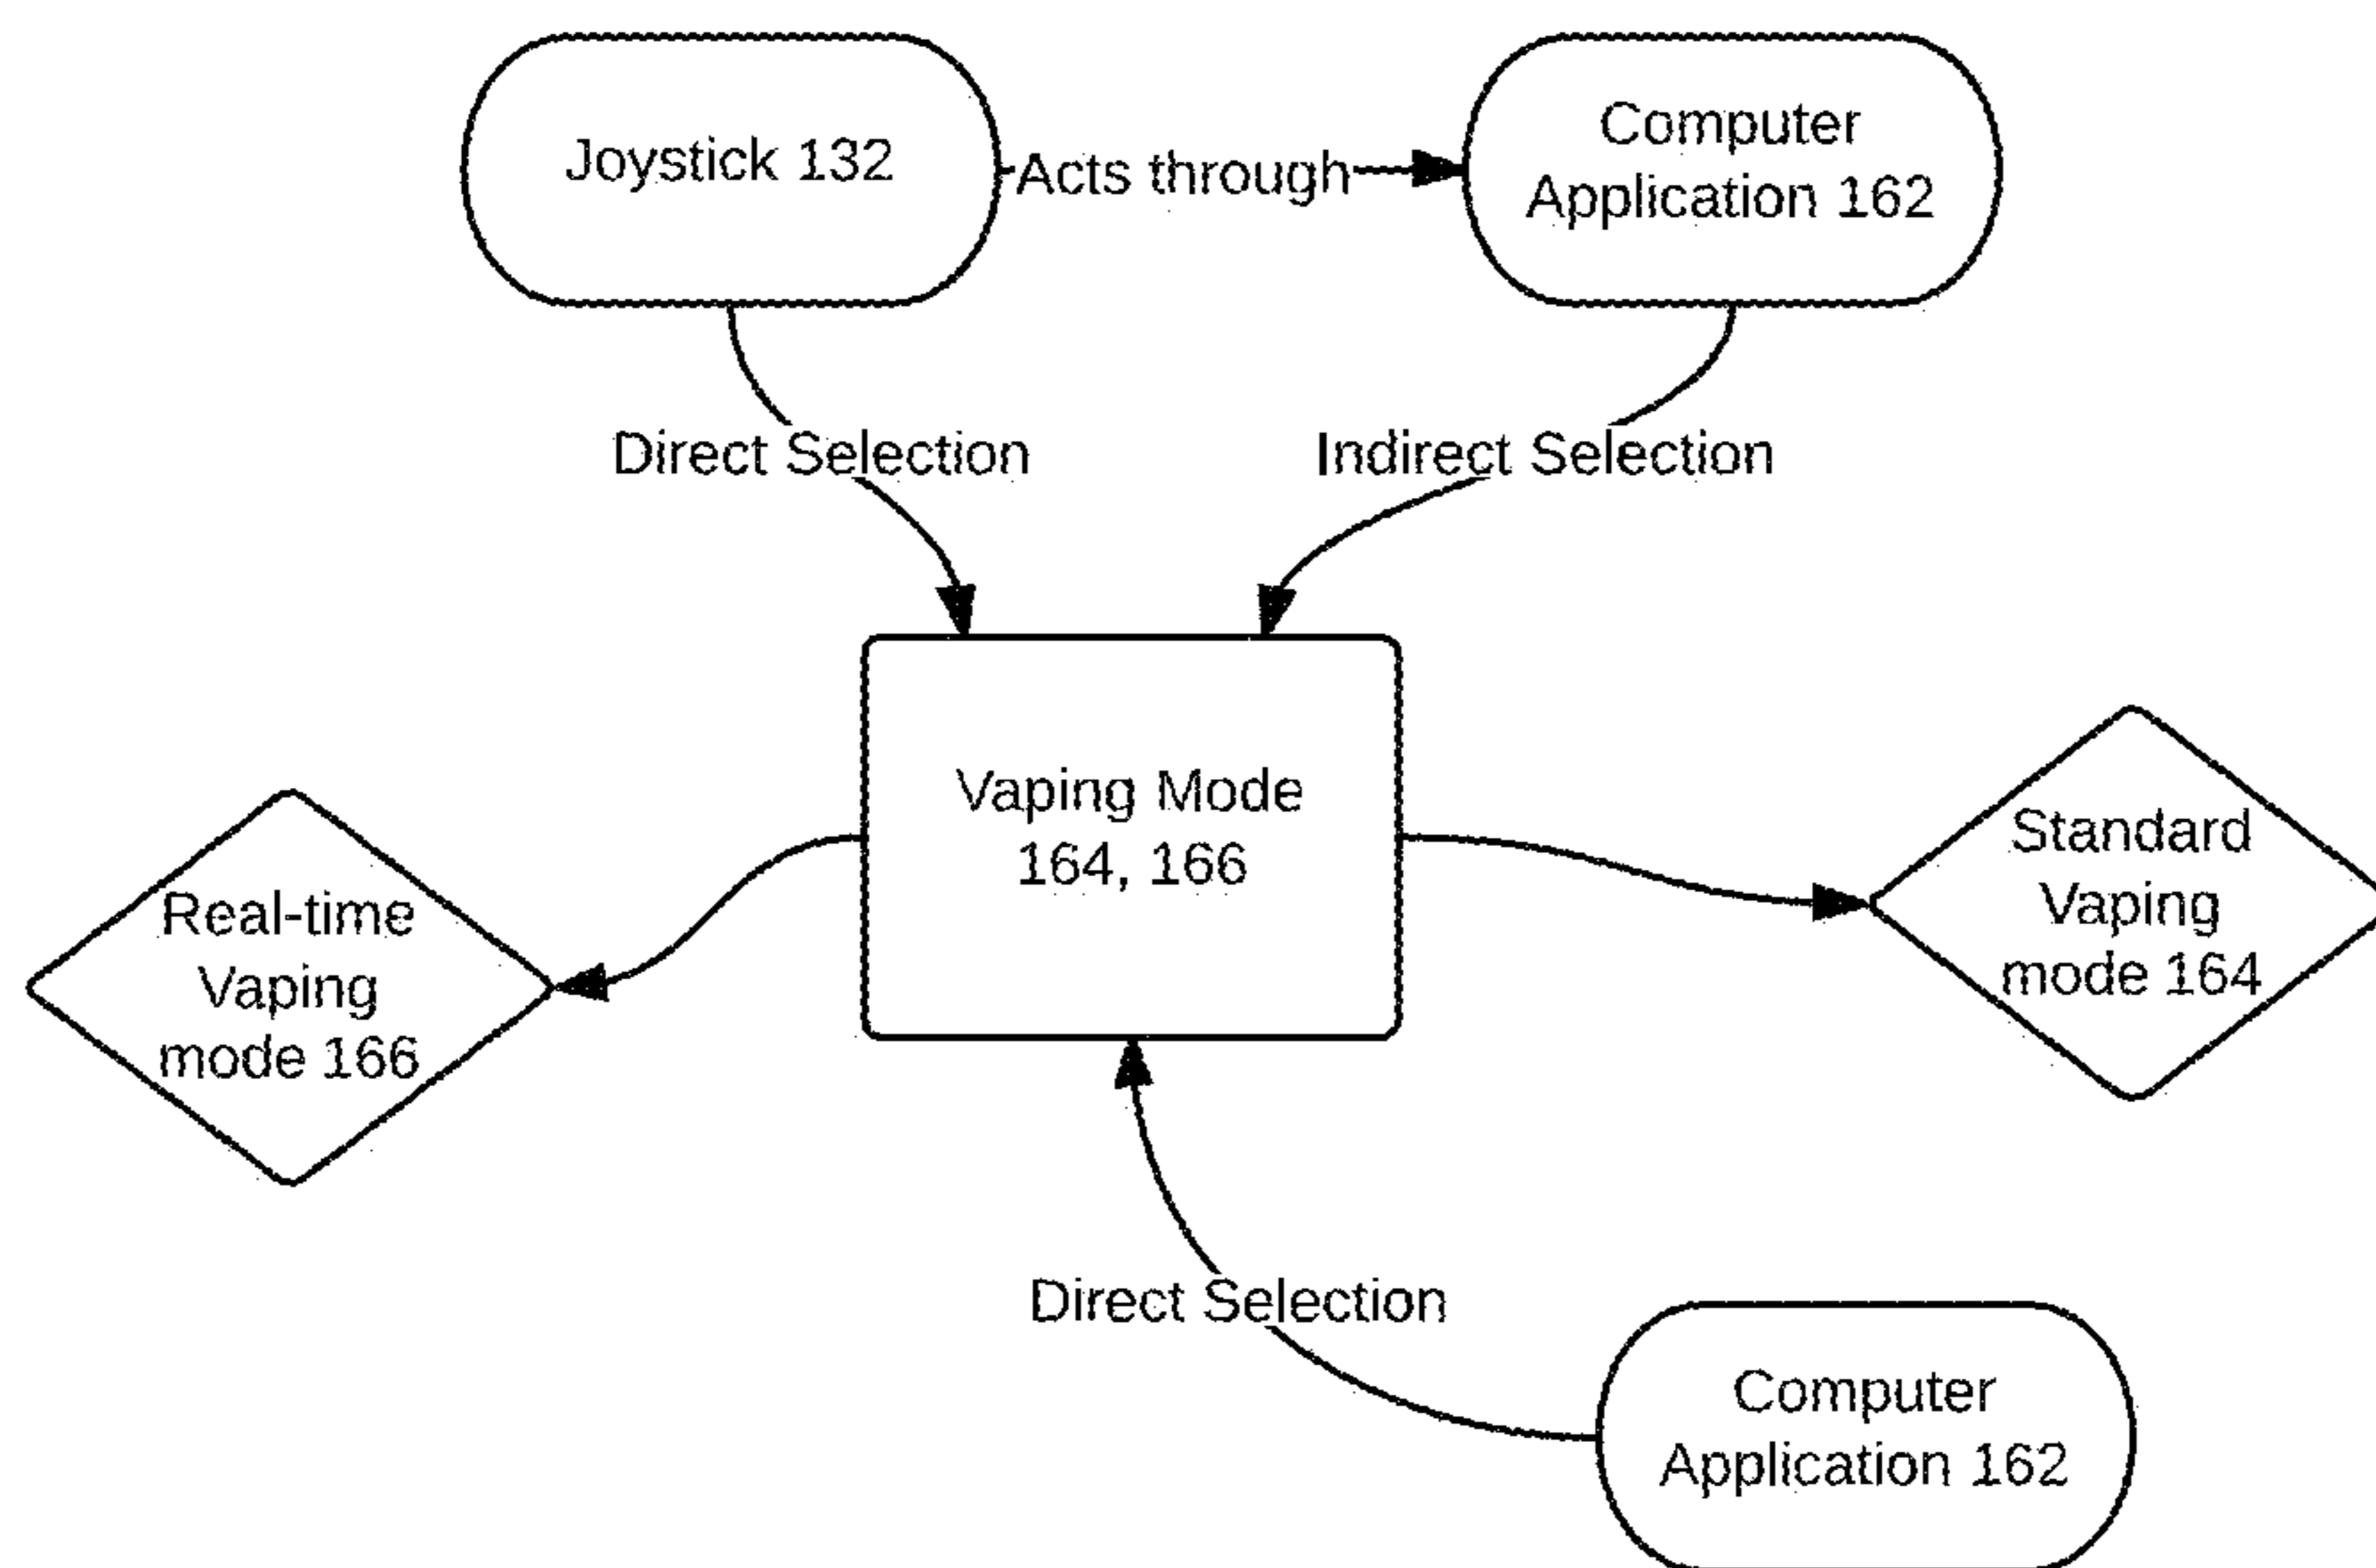 Joystick 132
Acts through
Computer
Application 162
Direct Selection
Indirect Selection
Vaping Mode
164, 166
Real-time
Vaping
mode 166
Standard
Vaping
mode 164
Direct Selection
Computer
Application 162